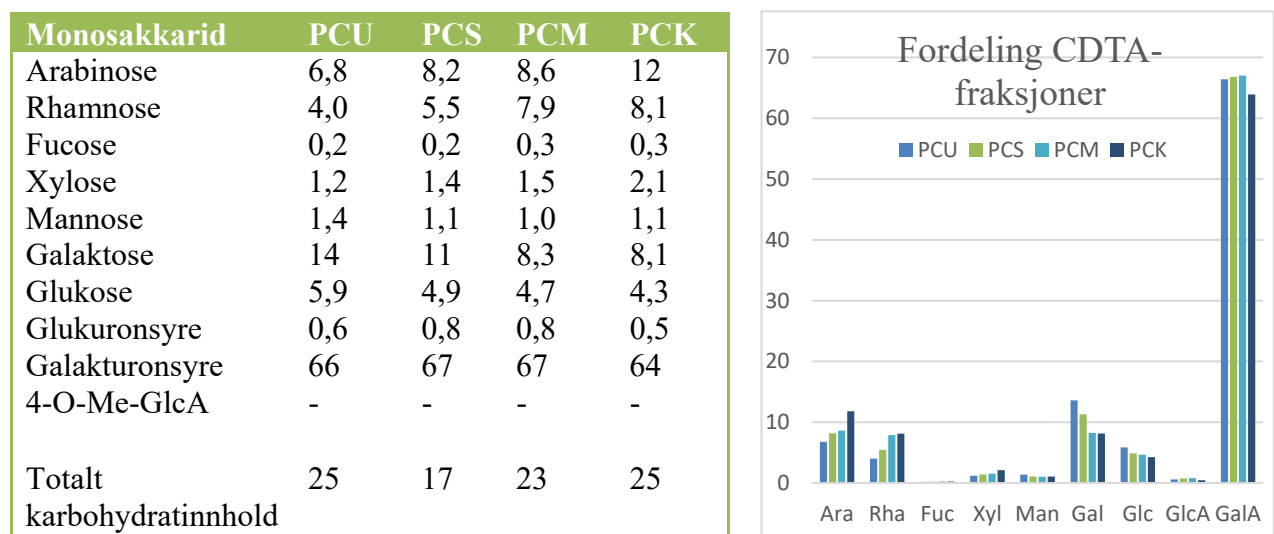 Monosakkarid PCU PCS PCM PCK
Arabinose 6,8 8,2 8,6 12
Rhamnose 4,0 5,5 7,9 8,1
Fucose 0,2 0,2 0,3 0,3
Xylose 1,2 1,4 1,5 2,1
Mannose 1,4 1,1 1,0 1,1
Galaktose 14 11 8,3 8,1
Glukose 5,9 4,9 4,7 4,3
Glukuronsyre 0,6 0,8 0,8 0,5
Galakturonsyre 66 67 67 64
4-O-Me-GlcA - - - -
Totalt 25 17 23 25
karbohydratinnhold
Fordeling CDTA-
fraksjoner
PCU PCS PCM PCK
70
60
50
40
30
20
10
0
Ara Rha Fuc Xyl Man Gal Glc GlcA GalA